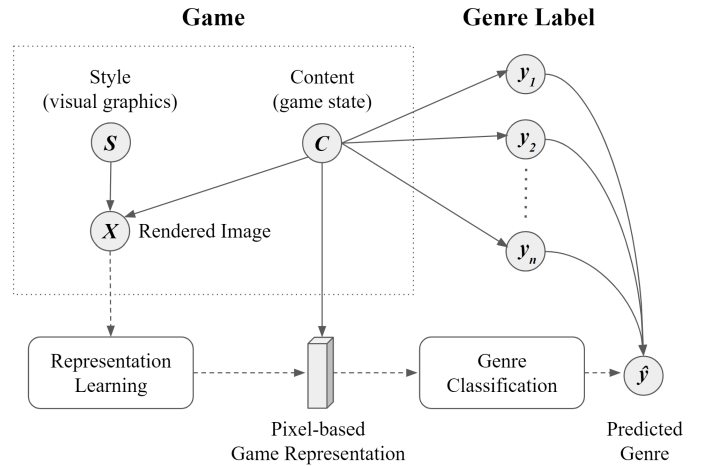 Game
Genre Label
Style
(visual graphics)
Content
(game state)
S
C
X
Rendered Image
y1
y2
yn
Representation
Learning
Genre
Classification
ŷ
Pixel-based
Game Representation
Predicted
Genre